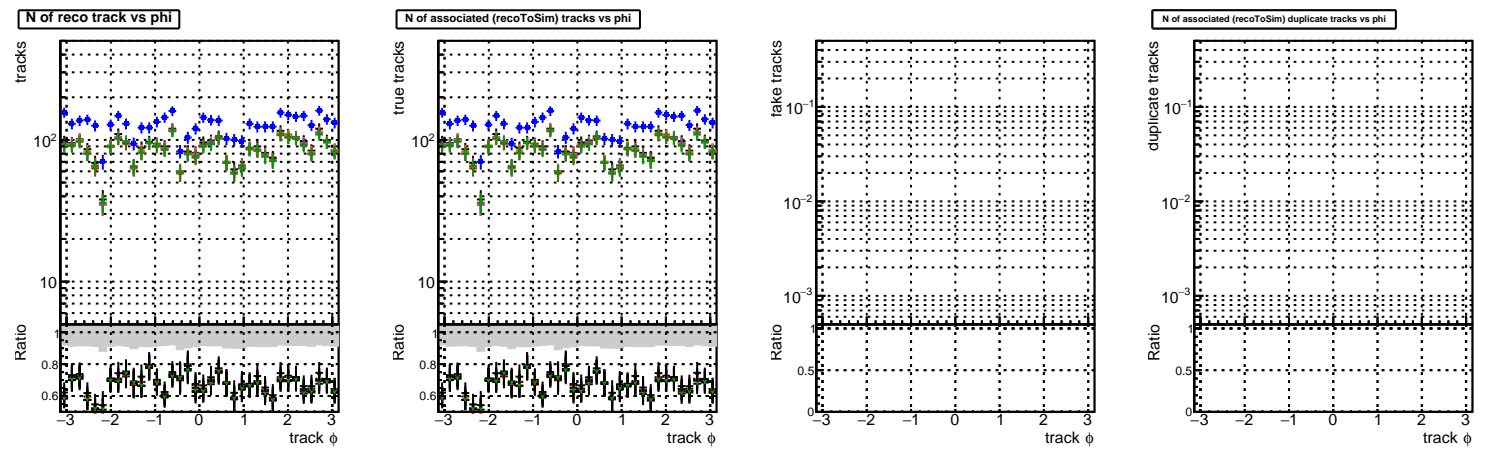 N of reco track vs phi
tracks
10²
10
Ratio
1
0.8
0.6
−3 −2 −1 0 1 2 3
track ϕ
N of associated (recoToSim) tracks vs phi
true tracks
10²
10
Ratio
1
0.8
0.6
−3 −2 −1 0 1 2 3
track ϕ
fake tracks
10⁻¹
10⁻²
10⁻³
Ratio
1
0.5
0
−3 −2 −1 0 1 2 3
track ϕ
N of associated (recoToSim) duplicate tracks vs phi
duplicate tracks
10⁻¹
10⁻²
10⁻³
Ratio
1
0.5
0
−3 −2 −1 0 1 2 3
track ϕ